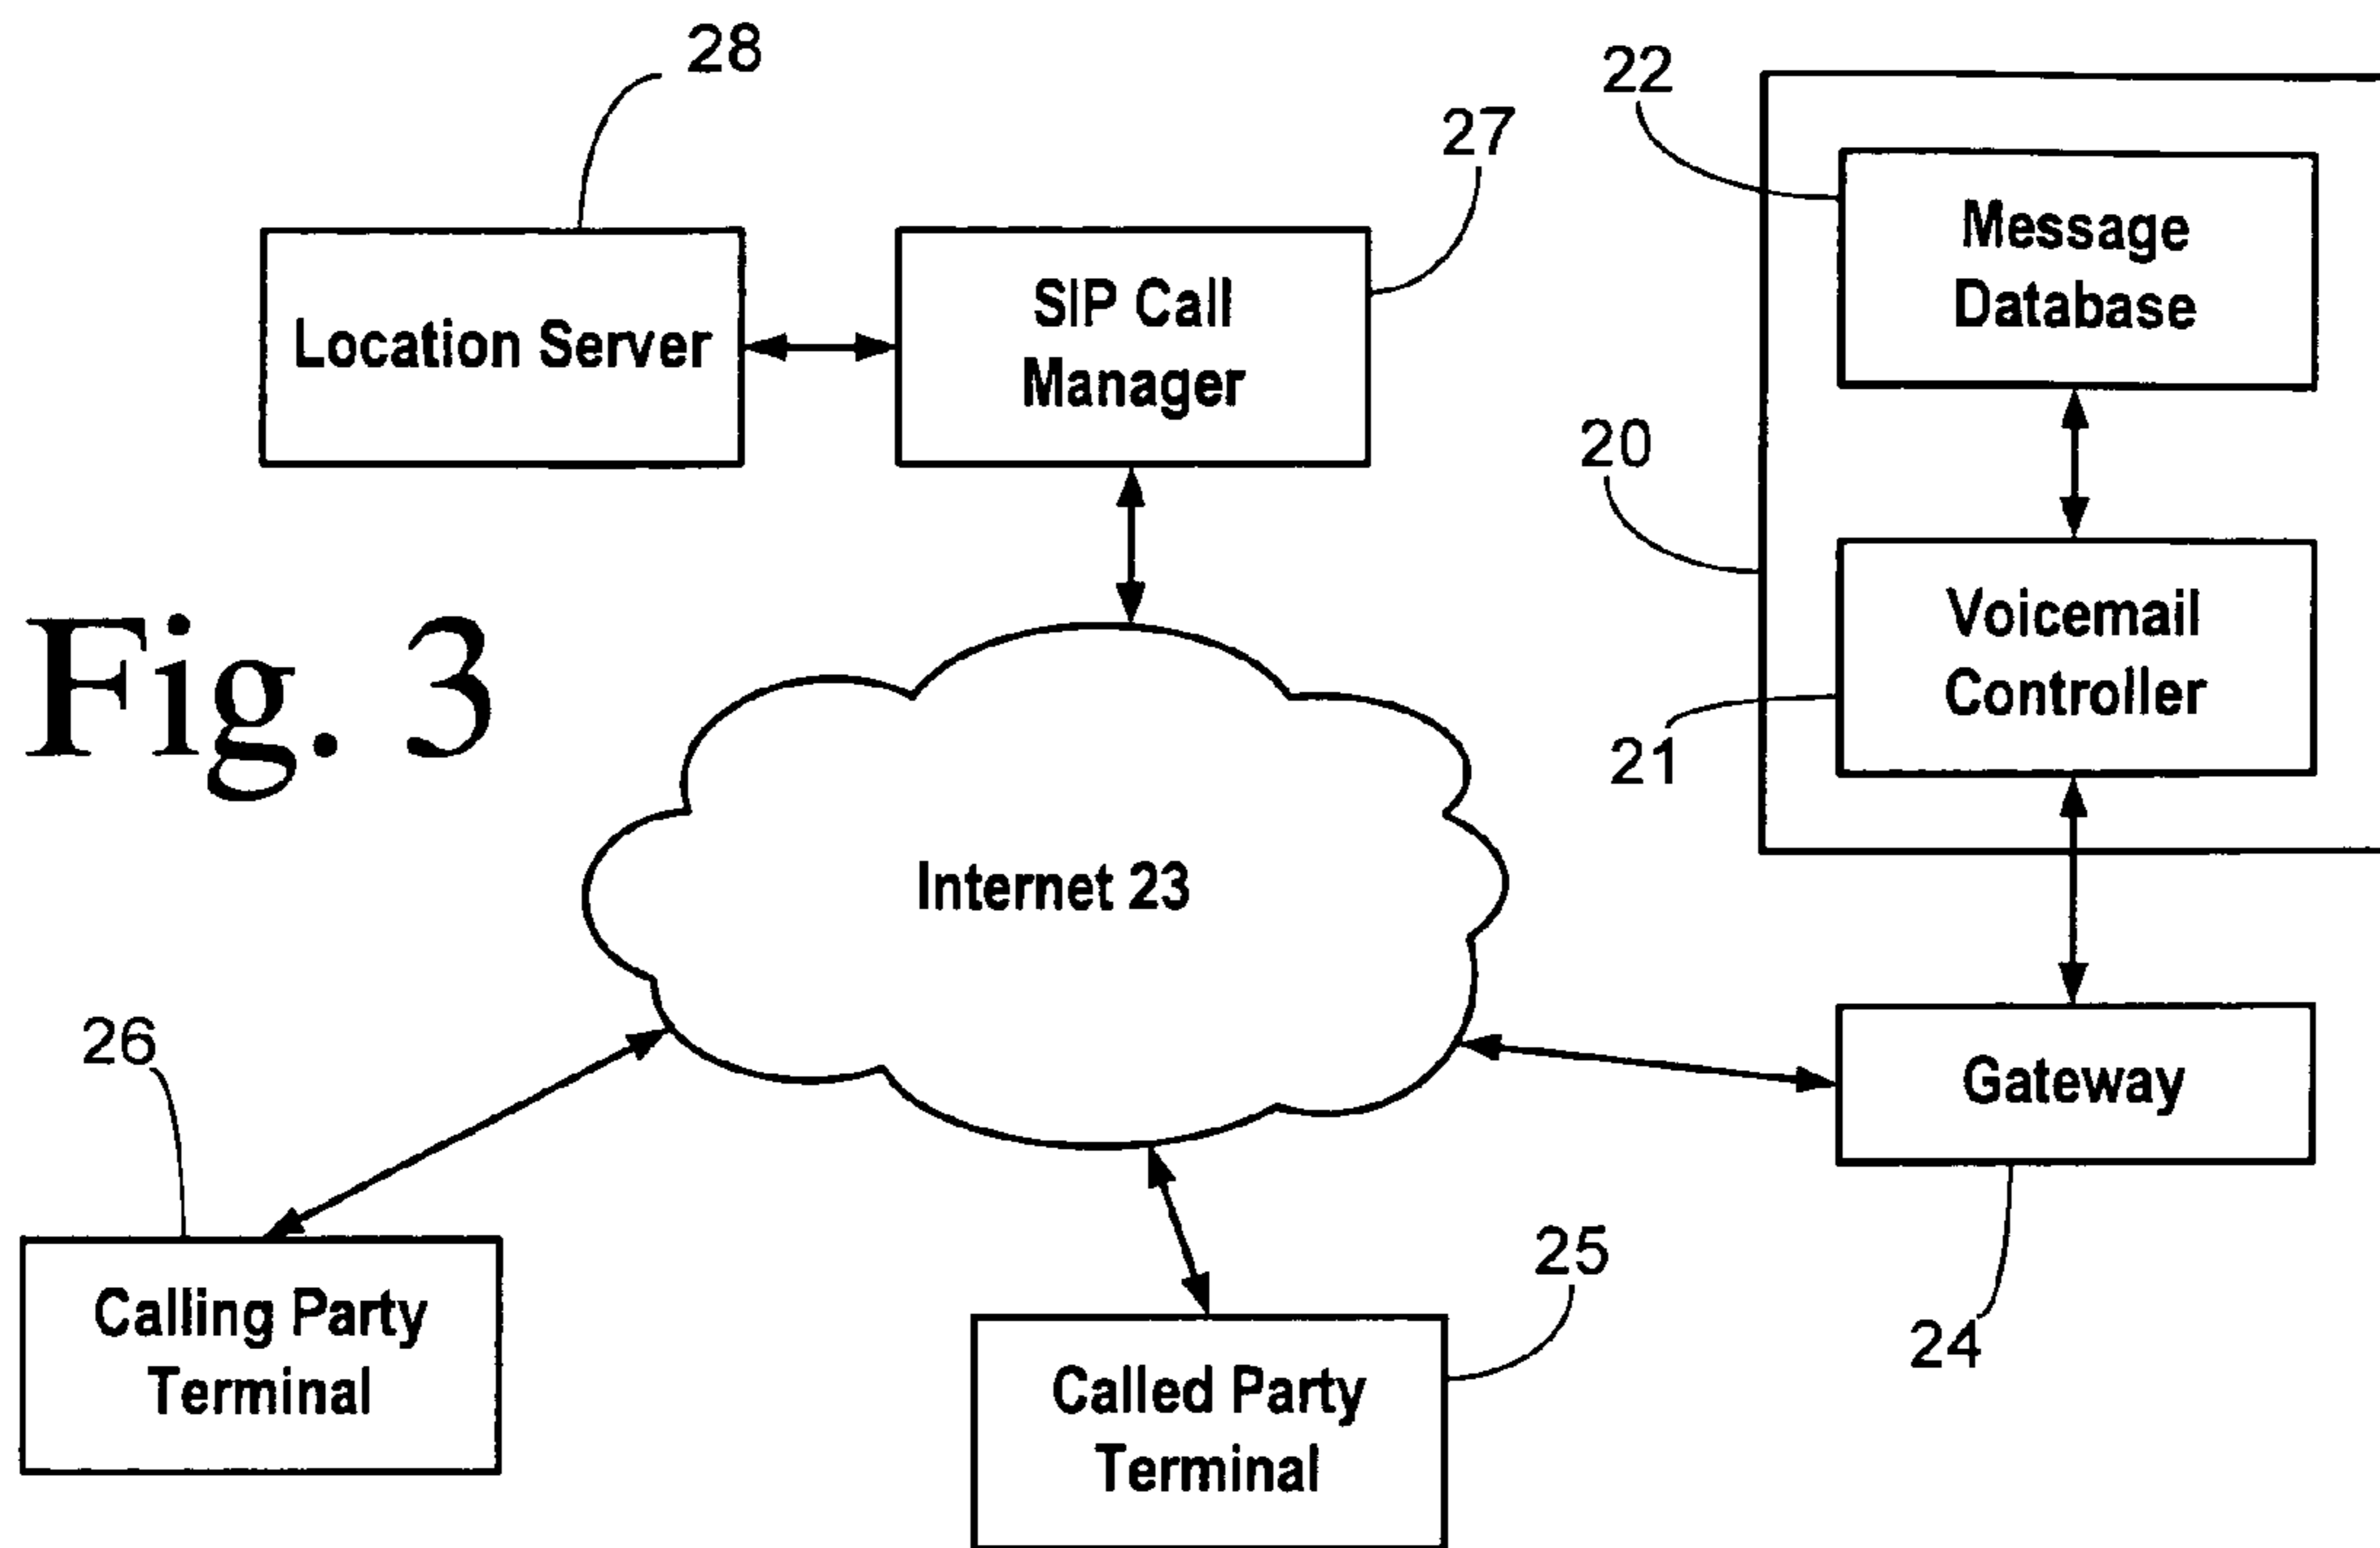 28
22
27
Message
Database
Location Server
SIP Call
Manager
20
Voicemail
Controller
21
Fig. 3
Internet 23
26
Gateway
25
24
Calling Party
Terminal
Called Party
Terminal